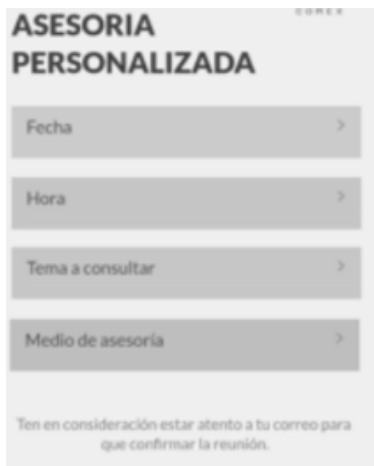 COMEX
ASESORIA
PERSONALIZADA
Fecha
Hora
Tema a consultar
Medio de asesoría
Ten en consideración estar atento a tu correo para
que confirmar la reunión.